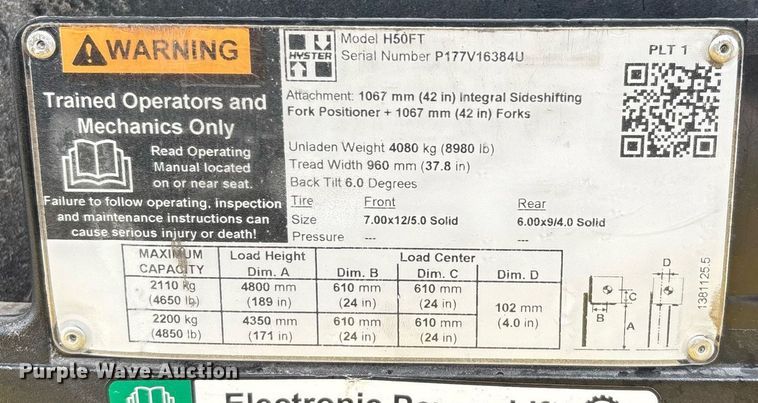 WARNING
Trained Operators and
Mechanics Only
Read Operating
Manual located
on or near seat.
Failure to follow operating, inspection
and maintenance instructions can
cause serious injury or death!
HYSTER
Model H50FT
Serial Number P177V16384U
PLT 1
Attachment: 1067 mm (42 in) Integral Sideshifting
Fork Positioner + 1067 mm (42 in) Forks
Unladen Weight 4080 kg (8980 lb)
Tread Width 960 mm (37.8 in)
Back Tilt 6.0 Degrees
Tire Front Rear
Size 7.00x12/5.0 Solid 6.00x9/4.0 Solid
Pressure --- ---
MAXIMUM CAPACITY
Load Height Dim. A
Load Center
Dim. B Dim. C Dim. D
2110 kg 4800 mm 610 mm 610 mm
(4650 lb) (189 in) (24 in) (24 in)
102 mm
(4.0 in)
2200 kg 4350 mm 610 mm 610 mm
(4850 lb) (171 in) (24 in) (24 in)
D
C
B
A
1381125.5
Purple Wave Auction
Electronic